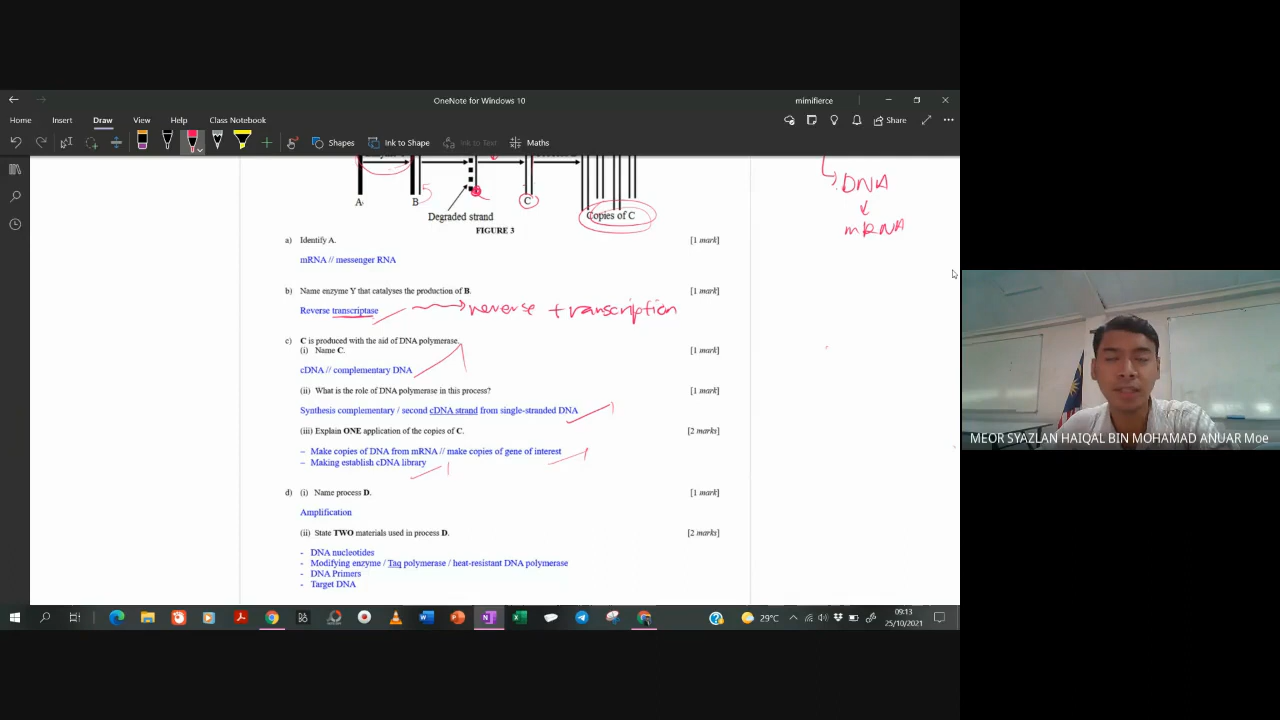 OneNote for Windows 10
mimifierce
Home Insert Draw View Help Class Notebook
Share
Shapes Ink to Shape Ink to Text Maths
A B C
Degraded strand
Copies of C
FIGURE 3
DNA
mRNA
a) Identify A. [1 mark]
mRNA // messenger RNA
b) Name enzyme Y that catalyses the production of B. [1 mark]
Reverse transcriptase
reverse + transcription
c) C is produced with the aid of DNA polymerase.
(i) Name C. [1 mark]
cDNA // complementary DNA
(ii) What is the role of DNA polymerase in this process? [1 mark]
Synthesis complementary / second cDNA strand from single-stranded DNA
(iii) Explain ONE application of the copies of C. [2 marks]
– Make copies of DNA from mRNA // make copies of gene of interest
– Making establish cDNA library
d) (i) Name process D. [1 mark]
Amplification
(ii) State TWO materials used in process D. [2 marks]
- DNA nucleotides
- Modifying enzyme / Taq polymerase / heat-resistant DNA polymerase
- DNA Primers
- Target DNA
MEOR SYAZLAN HAIQAL BIN MOHAMAD ANUAR Moe
29°C
09:13
25/10/2021